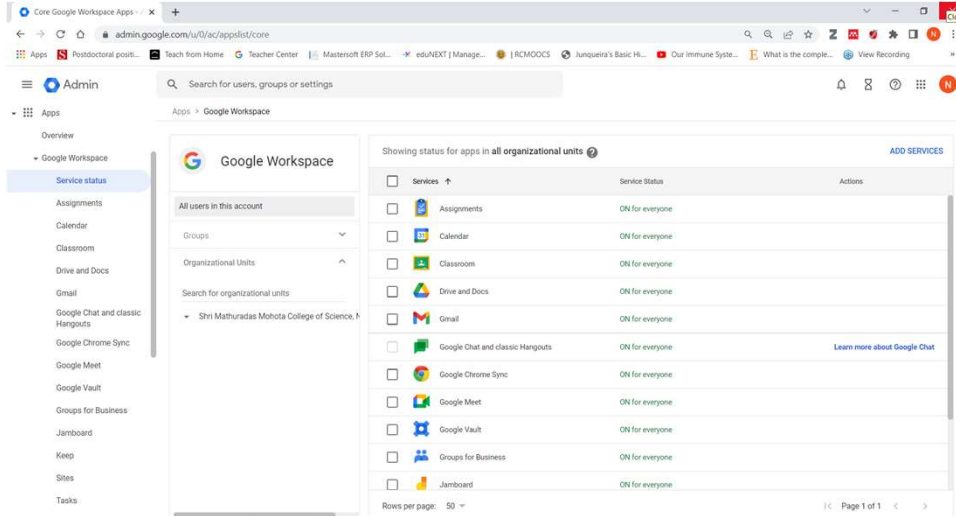 Core Google Workspace Apps -
admin.google.com/u/0/ac/appslist/core
Apps
Postdoctoral positi...
Teach from Home
Teacher Center
Mastersoft ERP Sol...
eduNEXT | Manage...
| RCMOOCS
Junqueira's Basic Hi...
Our Immune Syste...
What is the comple...
View Recording
»
Admin
Search for users, groups or settings
N
Apps
Apps > Google Workspace
Overview
Google Workspace
Service status
Assignments
Calendar
Classroom
Drive and Docs
Gmail
Google Chat and classic
Hangouts
Google Chrome Sync
Google Meet
Google Vault
Groups for Business
Jamboard
Keep
Sites
Tasks
Google Workspace
All users in this account
Groups
Organizational Units
Search for organizational units
Shri Mathuradas Mohota College of Science, N
Showing status for apps in all organizational units
ADD SERVICES
Services ↑ Service Status Actions
Assignments ON for everyone
Calendar ON for everyone
Classroom ON for everyone
Drive and Docs ON for everyone
Gmail ON for everyone
Google Chat and classic Hangouts ON for everyone Learn more about Google Chat
Google Chrome Sync ON for everyone
Google Meet ON for everyone
Google Vault ON for everyone
Groups for Business ON for everyone
Jamboard ON for everyone
Rows per page: 50
Page 1 of 1